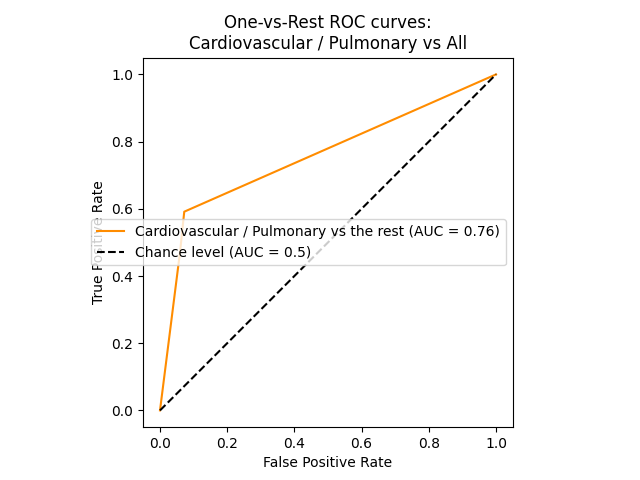 One-vs-Rest ROC curves:
Cardiovascular / Pulmonary vs All
1.0
0.8
0.6
0.4
0.2
0.0
True Positive Rate
Cardiovascular / Pulmonary vs the rest (AUC = 0.76)
Chance level (AUC = 0.5)
0.0 0.2 0.4 0.6 0.8 1.0
False Positive Rate